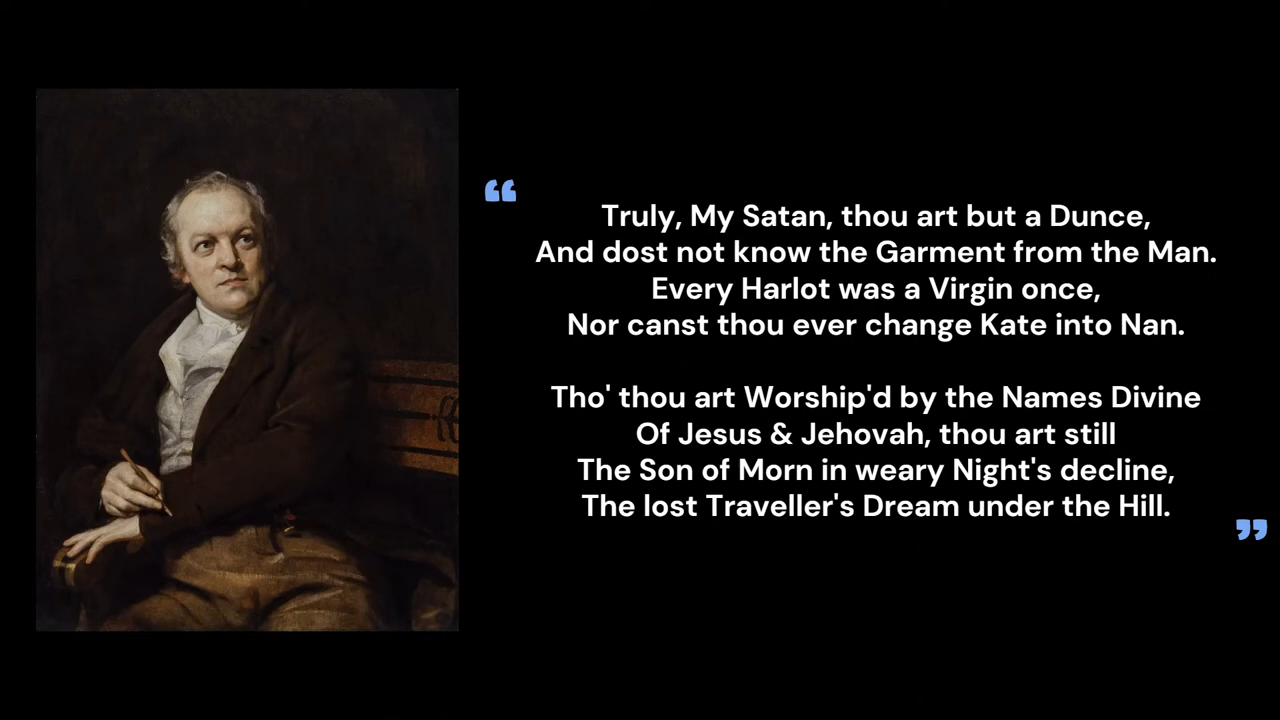 “
Truly, My Satan, thou art but a Dunce,
And dost not know the Garment from the Man.
Every Harlot was a Virgin once,
Nor canst thou ever change Kate into Nan.
Tho' thou art Worship'd by the Names Divine
Of Jesus & Jehovah, thou art still
The Son of Morn in weary Night's decline,
The lost Traveller's Dream under the Hill.
”